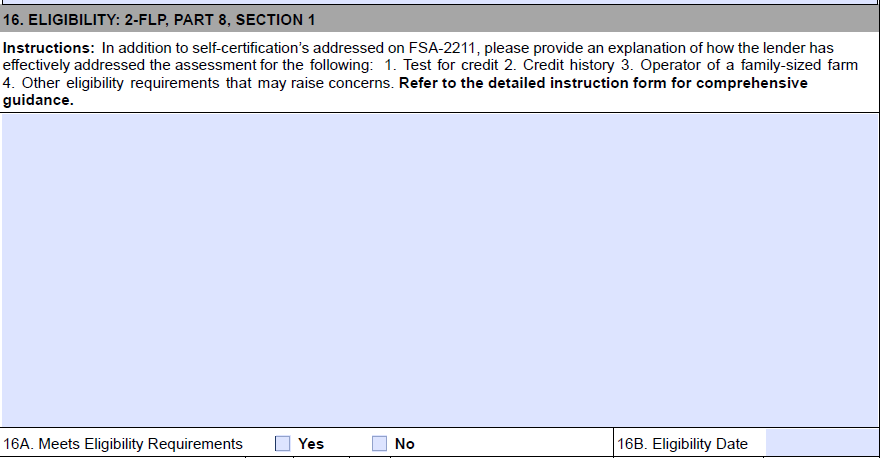 16. ELIGIBILITY: 2-FLP, PART 8, SECTION 1
Instructions: In addition to self-certification's addressed on FSA-2211, please provide an explanation of how the lender has
effectively addressed the assessment for the following: 1. Test for credit 2. Credit history 3. Operator of a family-sized farm
4. Other eligibility requirements that may raise concerns. Refer to the detailed instruction form for comprehensive
guidance.
16A. Meets Eligibility Requirements Yes No 16B. Eligibility Date